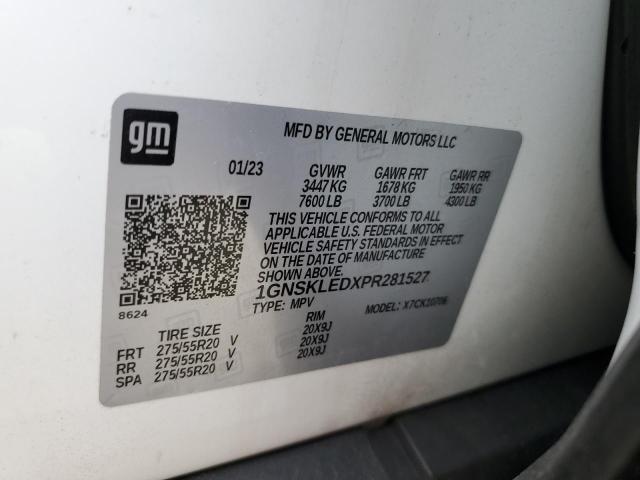 gm
MFD BY GENERAL MOTORS LLC
01/23 GVWR GAWR FRT GAWR RR
3447 KG 1678 KG 1950 KG
7600 LB 3700 LB 4300 LB
THIS VEHICLE CONFORMS TO ALL
APPLICABLE U.S. FEDERAL MOTOR
VEHICLE SAFETY STANDARDS IN EFFECT
ON THE DATE OF MANUFACTURE
SHOWN ABOVE.
1GNSKLEDXPR281527
8624
TYPE: MPV MODEL: X7CK10706
TIRE SIZE RIM
FRT 275/55R20 V 20X9J
RR 275/55R20 V 20X9J
SPA 275/55R20 V 20X9J